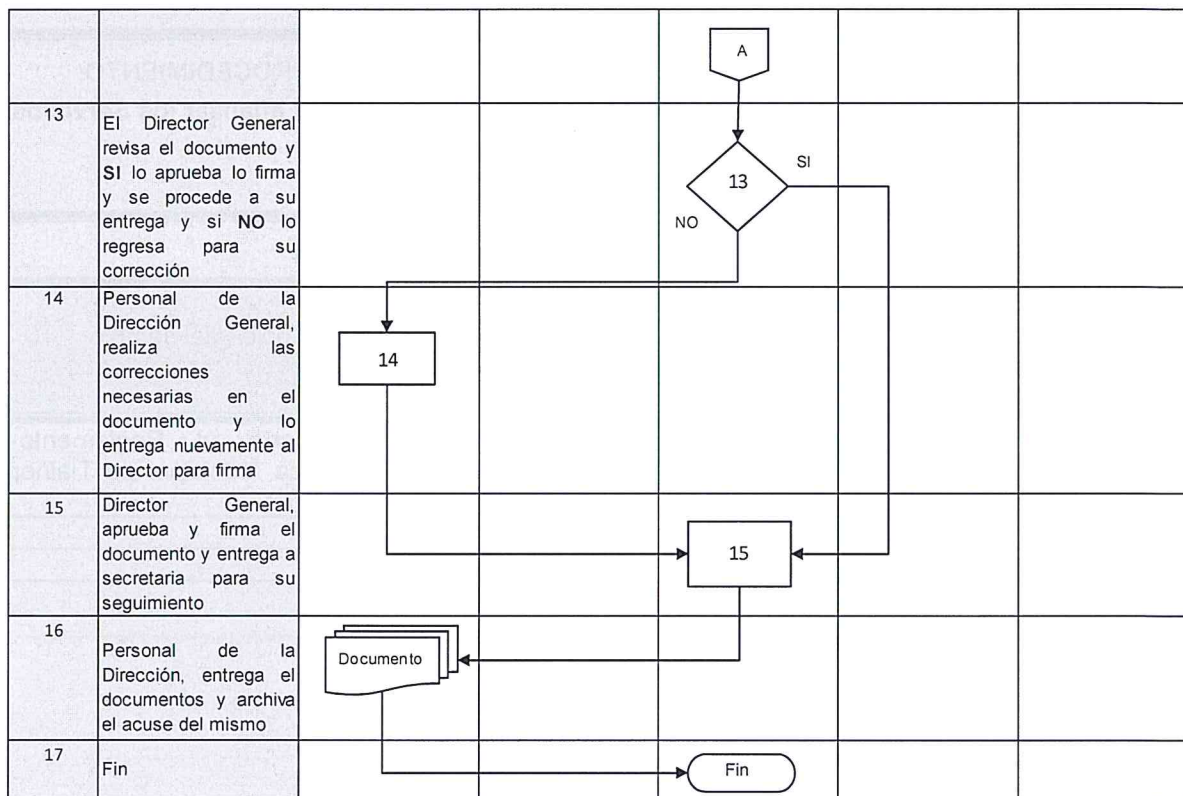 A
13
El Director General
revisa el documento y
SI lo aprueba lo firma
y se procede a su
entrega y si NO lo
regresa para su
corrección
13
SI
NO
14
Personal de la
Dirección General,
realiza las
correcciones
necesarias en el
documento y lo
entrega nuevamente al
Director para firma
14
15
Director General,
aprueba y firma el
documento y entrega a
secretaria para su
seguimiento
15
16
Personal de la
Dirección, entrega el
documentos y archiva
el acuse del mismo
Documento
17
Fin
Fin